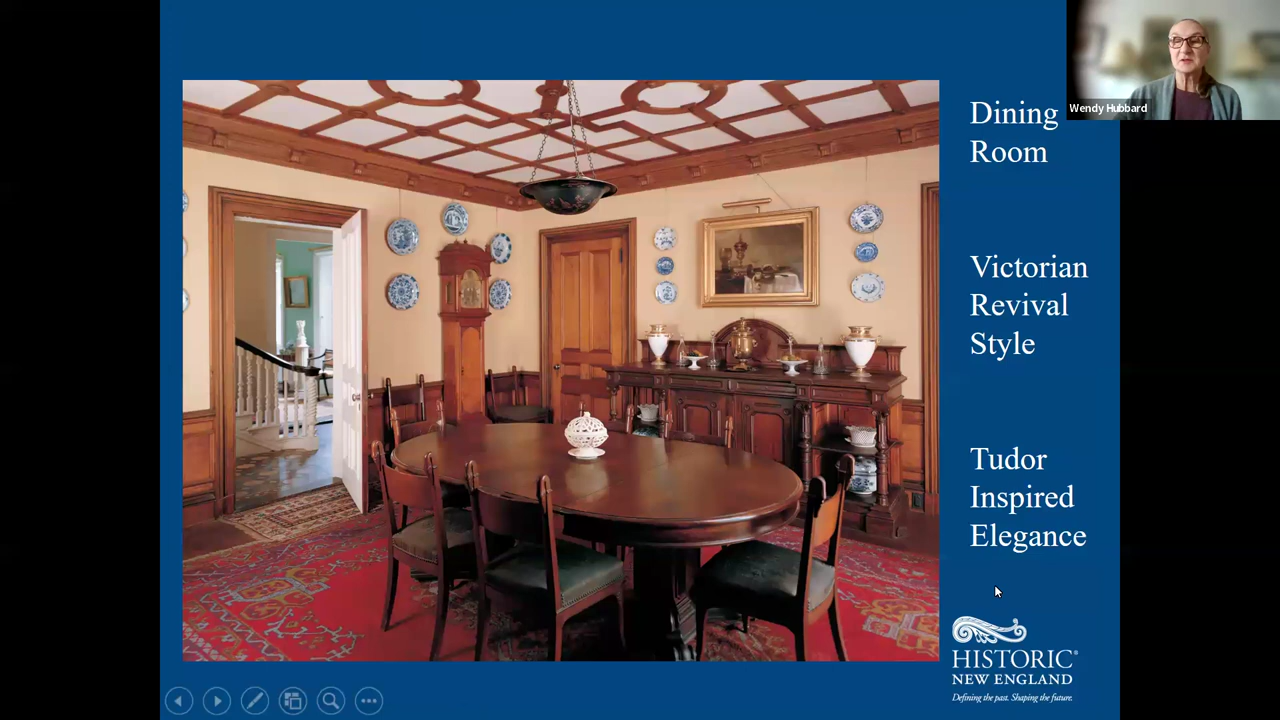 Dining
Room
Victorian
Revival
Style
Tudor
Inspired
Elegance
HISTORIC®
NEW ENGLAND
Defining the past. Shaping the future.
Wendy Hubbard